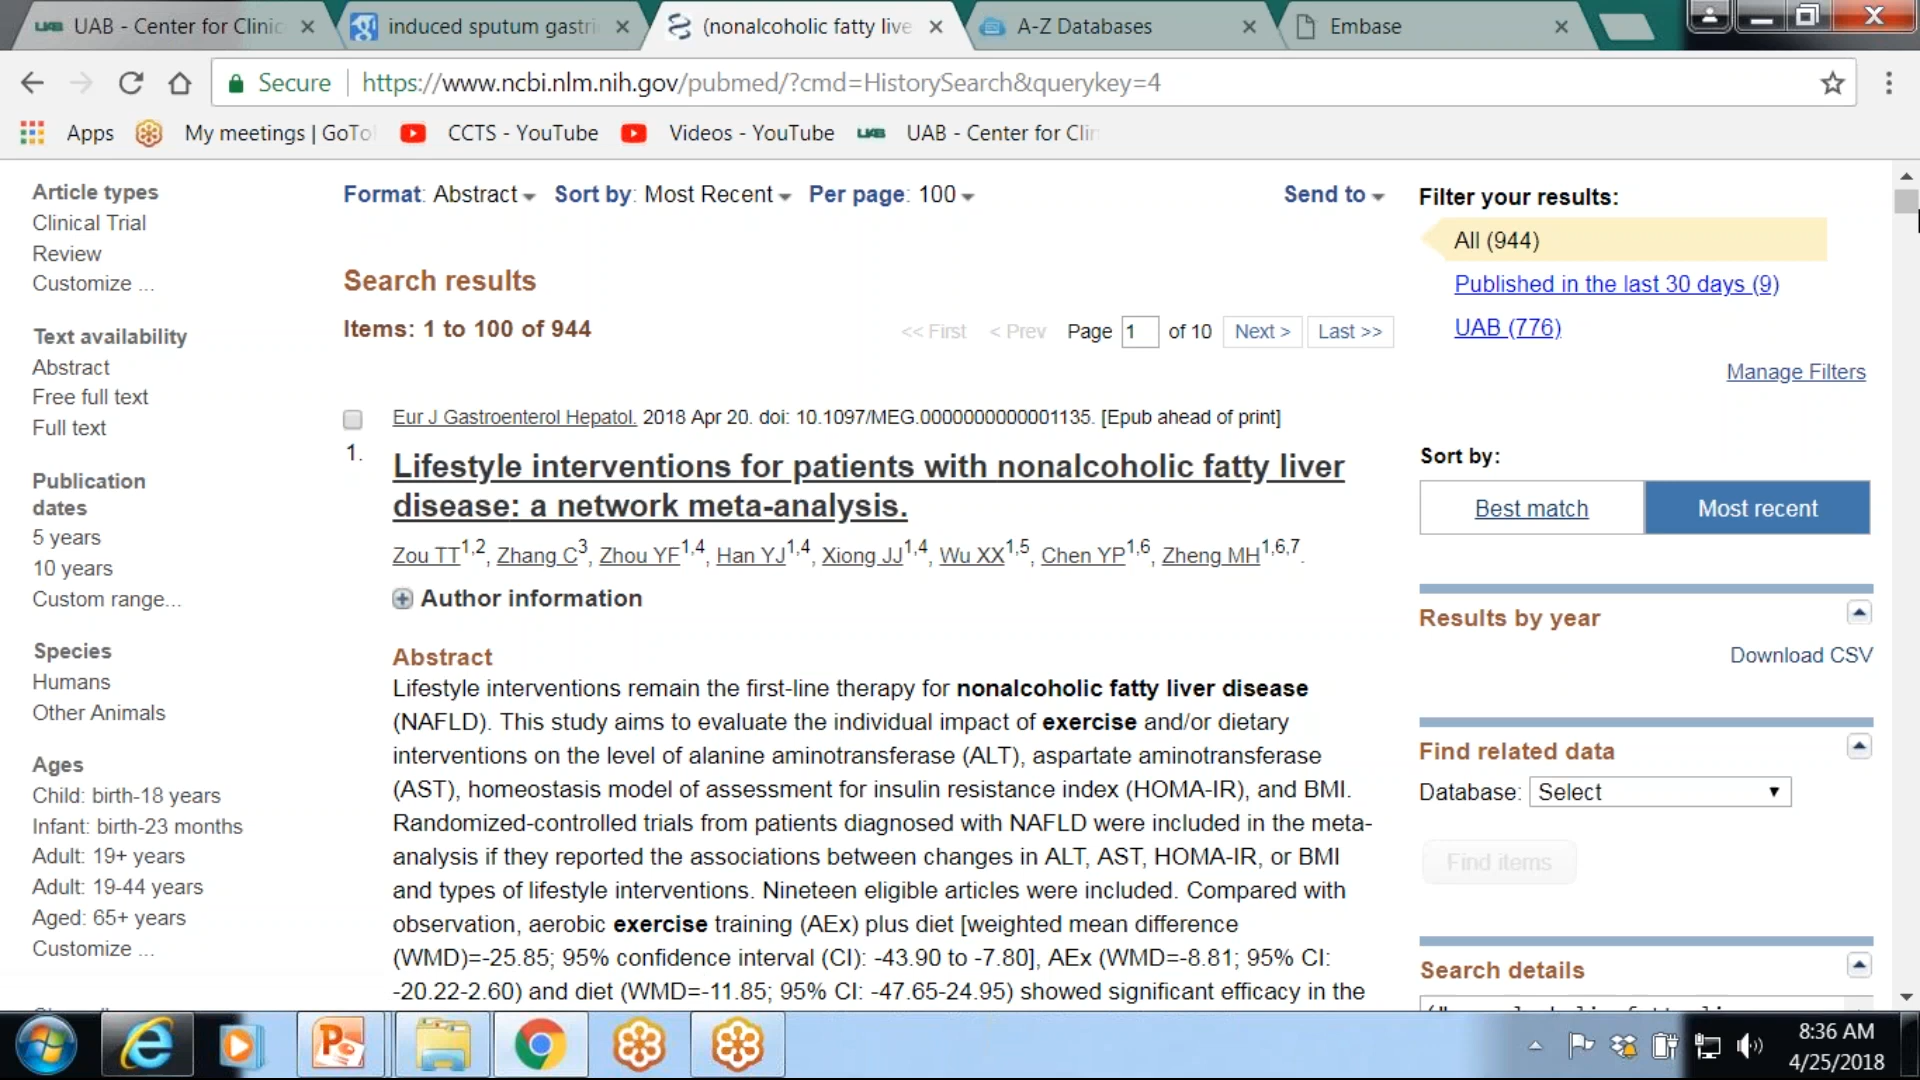 UAB - Center for Clinic
induced sputum gastri
(nonalcoholic fatty live
A-Z Databases
Embase
Secure
https://www.ncbi.nlm.nih.gov/pubmed/?cmd=HistorySearch&querykey=4
Apps
My meetings | GoTo
CCTS - YouTube
Videos - YouTube
UAB
UAB - Center for Clin
Article types
Clinical Trial
Review
Customize ...
Text availability
Abstract
Free full text
Full text
Publication
dates
5 years
10 years
Custom range...
Species
Humans
Other Animals
Ages
Child: birth-18 years
Infant: birth-23 months
Adult: 19+ years
Adult: 19-44 years
Aged: 65+ years
Customize ...
Format: Abstract Sort by: Most Recent Per page: 100 Send to
Search results
Items: 1 to 100 of 944
<< First < Prev Page 1 of 10 Next > Last >>
Eur J Gastroenterol Hepatol. 2018 Apr 20. doi: 10.1097/MEG.0000000000001135. [Epub ahead of print]
1.
Lifestyle interventions for patients with nonalcoholic fatty liver
disease: a network meta-analysis.
Zou TT1,2, Zhang C3, Zhou YF1,4, Han YJ1,4, Xiong JJ1,4, Wu XX1,5, Chen YP1,6, Zheng MH1,6,7.
Author information
Abstract
Lifestyle interventions remain the first-line therapy for nonalcoholic fatty liver disease
(NAFLD). This study aims to evaluate the individual impact of exercise and/or dietary
interventions on the level of alanine aminotransferase (ALT), aspartate aminotransferase
(AST), homeostasis model of assessment for insulin resistance index (HOMA-IR), and BMI.
Randomized-controlled trials from patients diagnosed with NAFLD were included in the meta-
analysis if they reported the associations between changes in ALT, AST, HOMA-IR, or BMI
and types of lifestyle interventions. Nineteen eligible articles were included. Compared with
observation, aerobic exercise training (AEx) plus diet [weighted mean difference
(WMD)=-25.85; 95% confidence interval (CI): -43.90 to -7.80], AEx (WMD=-8.81; 95% CI:
-20.22-2.60) and diet (WMD=-11.85; 95% CI: -47.65-24.95) showed significant efficacy in the
Filter your results:
All (944)
Published in the last 30 days (9)
UAB (776)
Manage Filters
Sort by:
Best match
Most recent
Results by year
Download CSV
Find related data
Database: Select
Find items
Search details
8:36 AM
4/25/2018